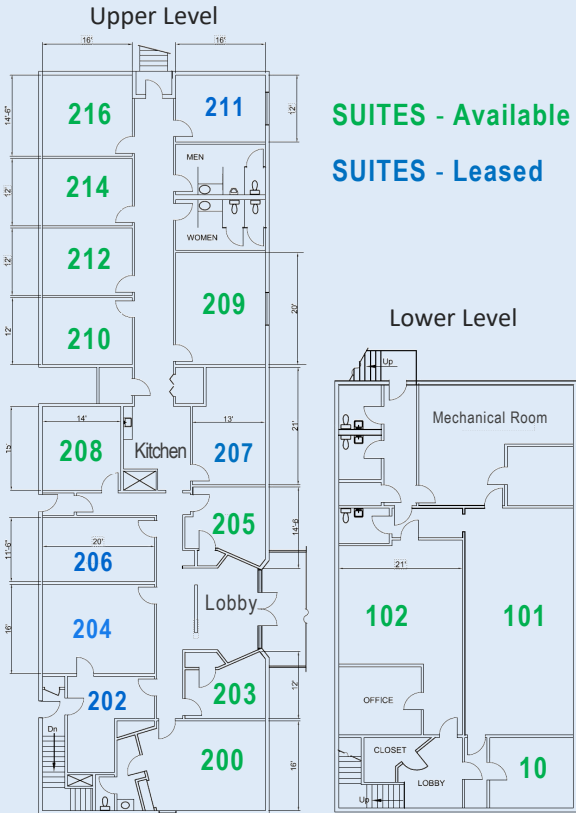 Upper Level
16'
16'
216
211
14'-6"
12'
SUITES - Available
SUITES - Leased
MEN
WOMEN
214
12'
212
12'
209
20'
210
12'
Lower Level
Up
14'
13'
21'
15'
208
Kitchen
207
Mechanical Room
205
14'-6
20'
11'-6"
206
21'
Lobby
102
101
204
16'
202
203
12'
OFFICE
Dn
200
16'
CLOSET
LOBBY
10
Up